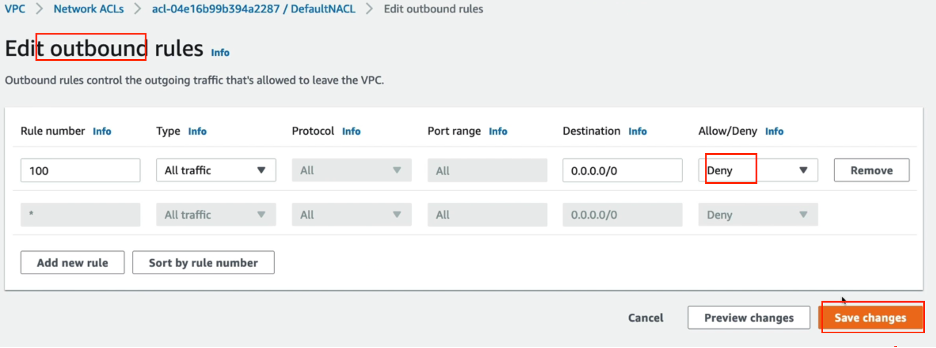 VPC > Network ACLs > acl-04e16b99b394a2287 / DefaultNACL > Edit outbound rules
Edit outbound rules Info
Outbound rules control the outgoing traffic that's allowed to leave the VPC.
Rule number Info Type Info Protocol Info Port range Info Destination Info Allow/Deny Info
100 All traffic All All 0.0.0.0/0 Deny Remove
* All traffic All All 0.0.0.0/0 Deny
Add new rule Sort by rule number
Cancel Preview changes Save changes